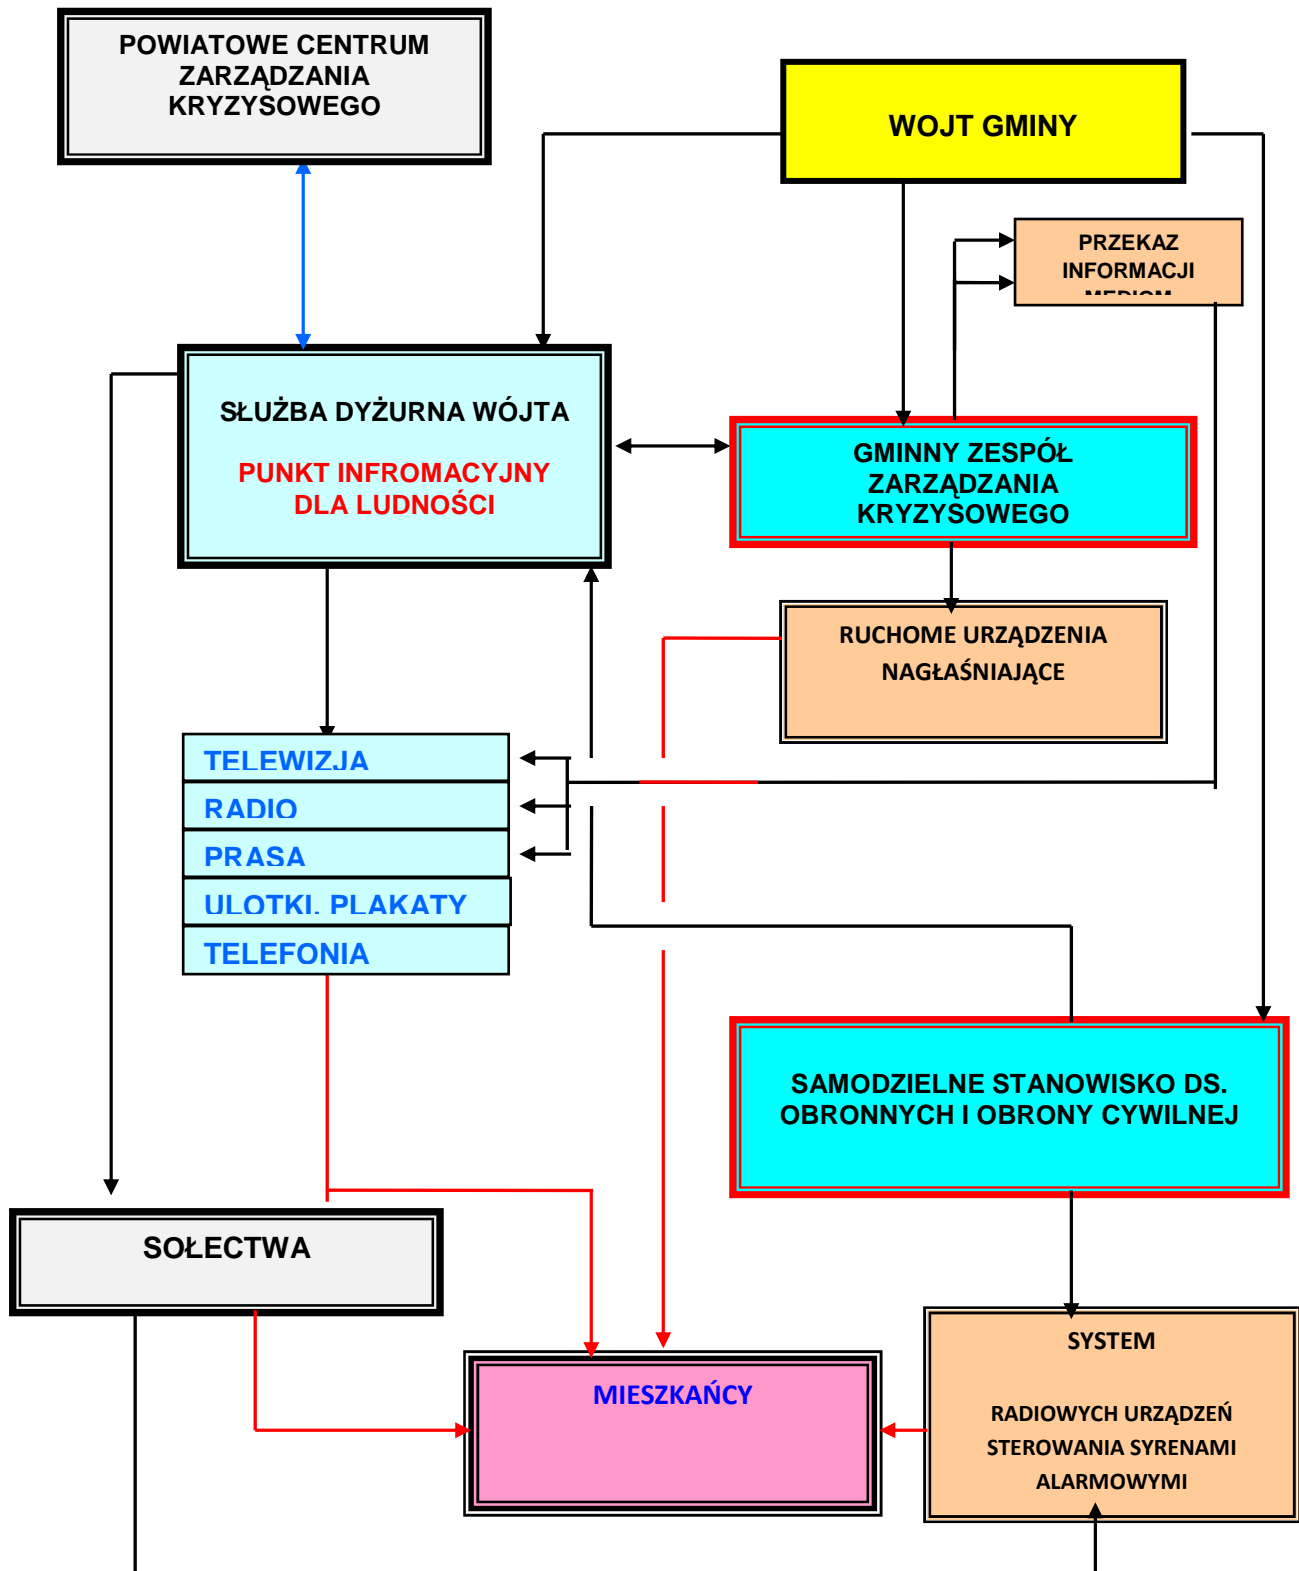 POWIATOWE CENTRUM
ZARZĄDZANIA
KRYZYSOWEGO
WOJT GMINY
PRZEKAZ
INFORMACJI
MEDIOM
SŁUŻBA DYŻURNA WÓJTA
PUNKT INFROMACYJNY
DLA LUDNOŚCI
GMINNY ZESPÓŁ
ZARZĄDZANIA
KRYZYSOWEGO
RUCHOME URZĄDZENIA
NAGŁAŚNIAJĄCE
TELEWIZJA
RADIO
PRASA
ULOTKI, PLAKATY
TELEFONIA
SAMODZIELNE STANOWISKO DS.
OBRONNYCH I OBRONY CYWILNEJ
SOŁECTWA
MIESZKAŃCY
SYSTEM
RADIOWYCH URZĄDZEŃ
STEROWANIA SYRENAMI
ALARMOWYMI